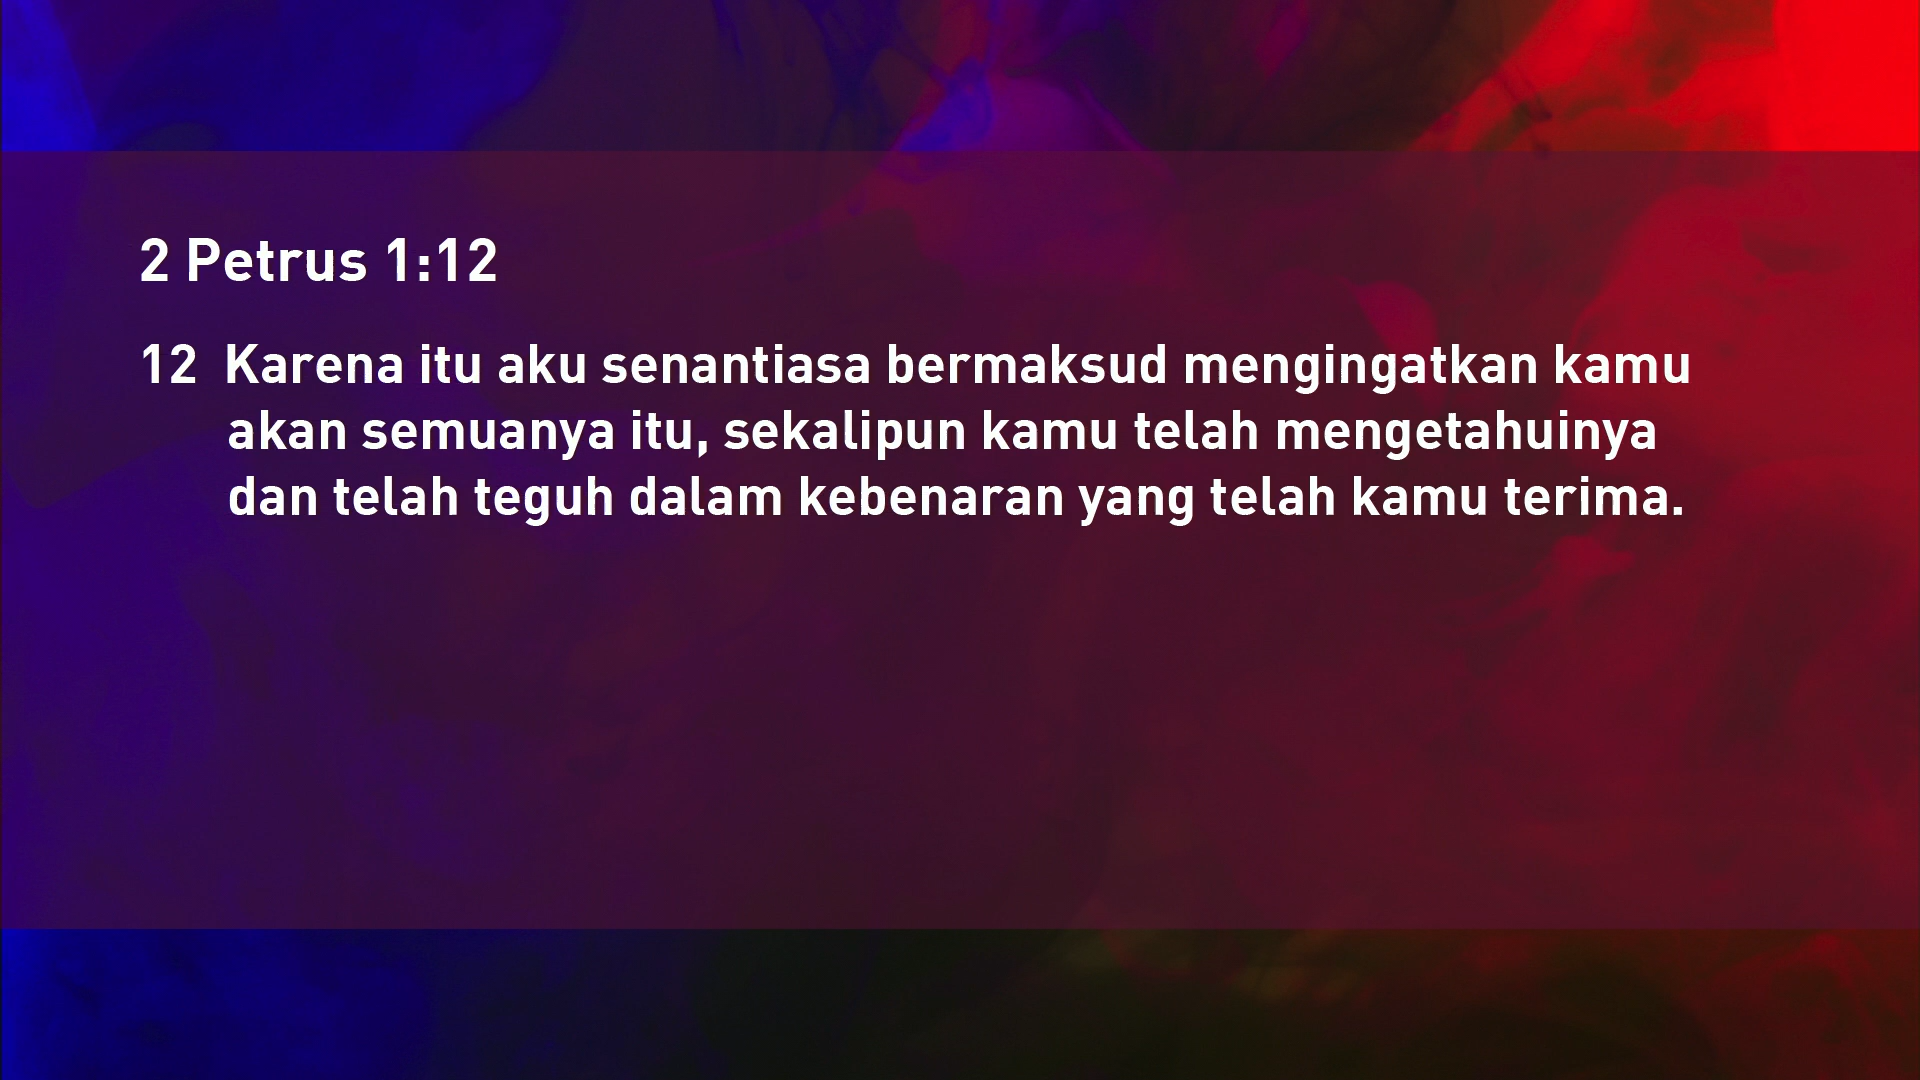 2 Petrus 1:12
12 Karena itu aku senantiasa bermaksud mengingatkan kamu
akan semuanya itu, sekalipun kamu telah mengetahuinya
dan telah teguh dalam kebenaran yang telah kamu terima.